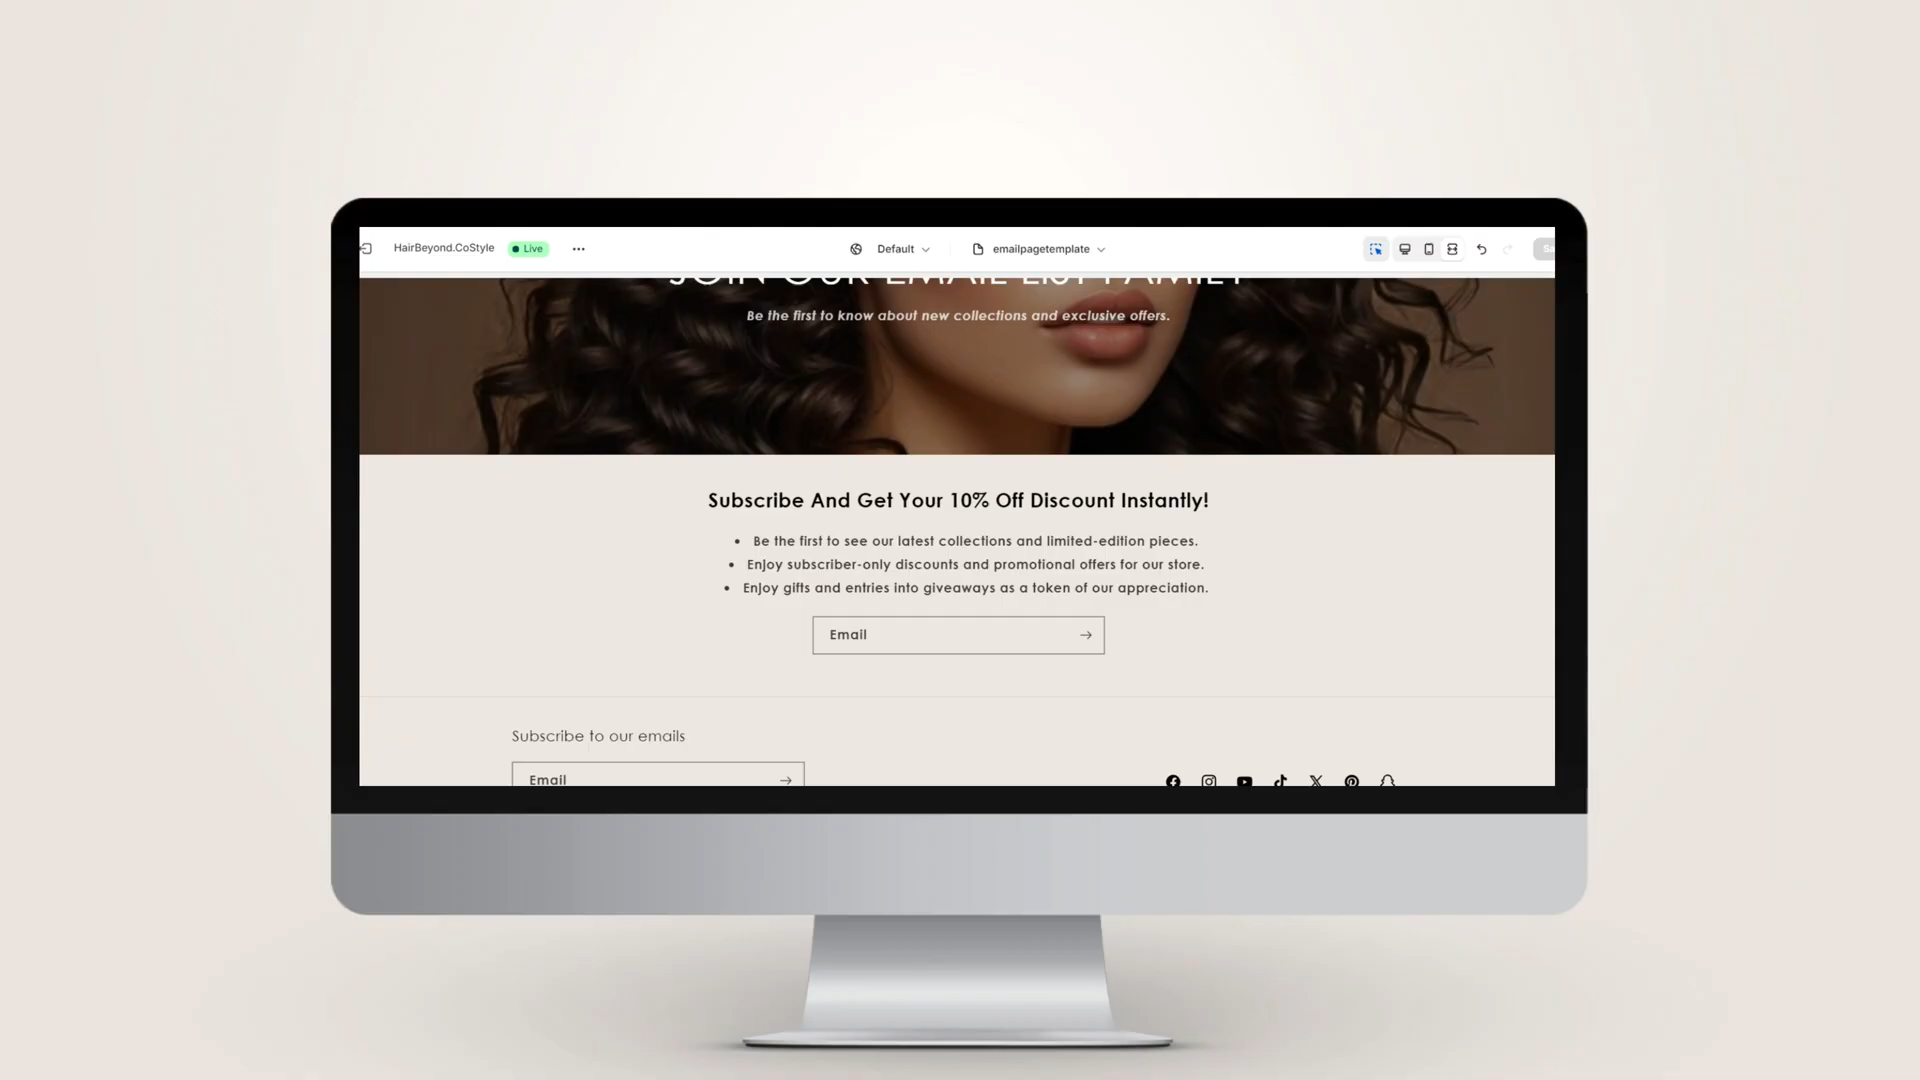 HairBeyond.CoStyle Live Default emailpagetemplate
JOIN OUR EMAIL LIST FAMILY
Be the first to know about new collections and exclusive offers.
Subscribe And Get Your 10% Off Discount Instantly!
• Be the first to see our latest collections and limited-edition pieces.
• Enjoy subscriber-only discounts and promotional offers for our store.
• Enjoy gifts and entries into giveaways as a token of our appreciation.
Email
Subscribe to our emails
Email